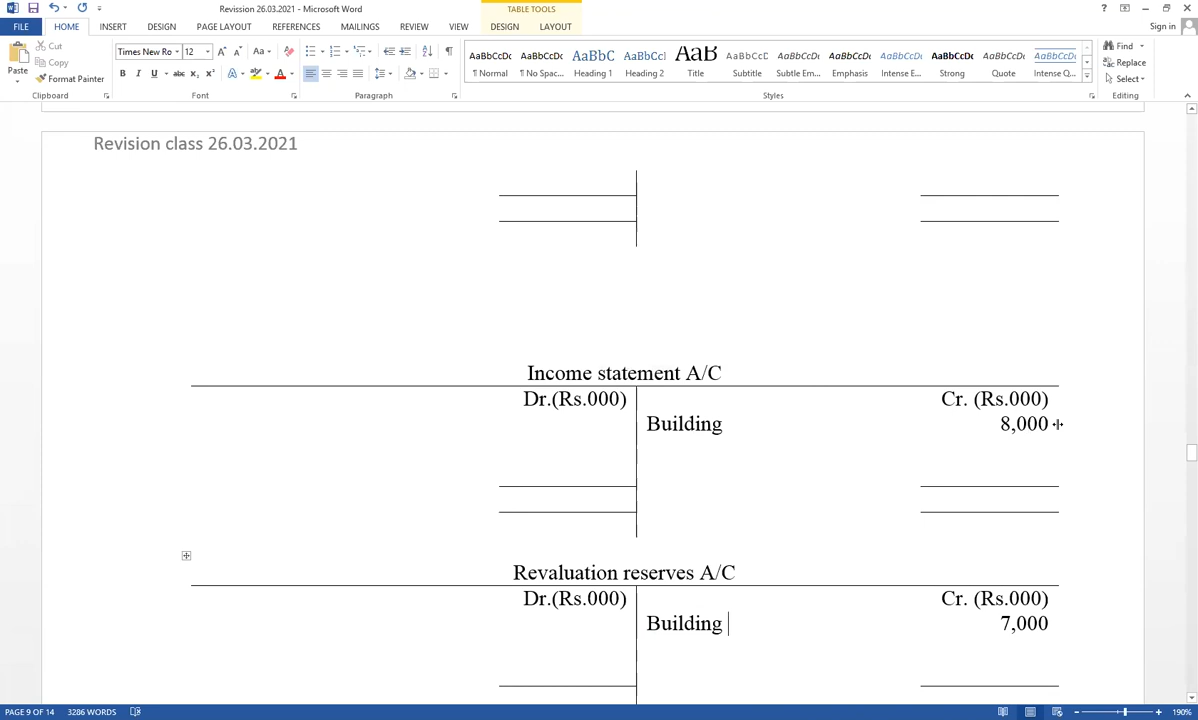 Revision 26.03.2021 - Microsoft Word
TABLE TOOLS
Sign in
FILE HOME INSERT DESIGN PAGE LAYOUT REFERENCES MAILINGS REVIEW VIEW DESIGN LAYOUT
Paste
Cut
Copy
Format Painter
Clipboard
Times New Ro 12
Font
Paragraph
AaBbCcDc AaBbCcDc AaBbC AaBbCcl AaB AaBbCcD AaBbCcDc AaBbCcDc AaBbCcDc AaBbCcDc AaBbCcDc AaBbCcDc
¶ Normal ¶ No Spac... Heading 1 Heading 2 Title Subtitle Subtle Em... Emphasis Intense E... Strong Quote Intense Q...
Styles
Find
Replace
Select
Editing
Revision class 26.03.2021
Income statement A/C
Dr.(Rs.000) Cr. (Rs.000)
Building 8,000
Revaluation reserves A/C
Dr.(Rs.000) Cr. (Rs.000)
Building 7,000
PAGE 9 OF 14 3286 WORDS 190%